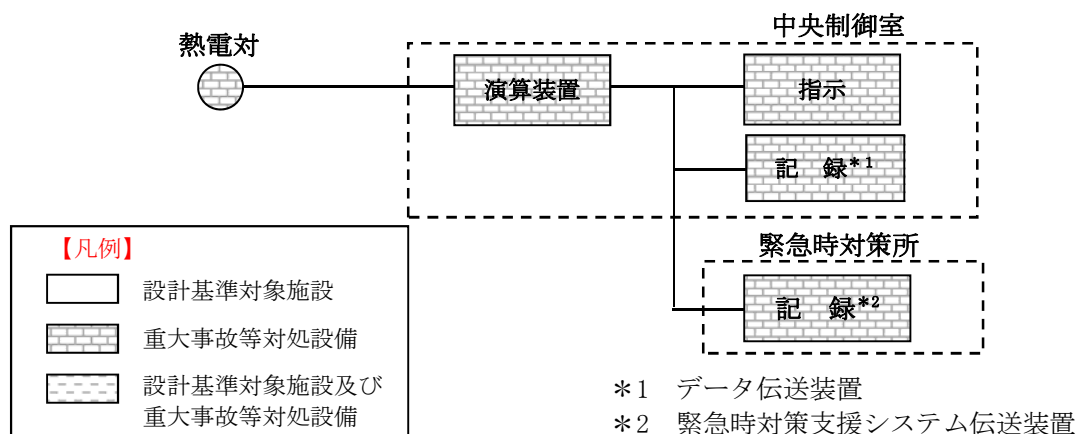 中央制御室
熱電対
演算装置
指示
記　録*1
緊急時対策所
記　録*2
【凡例】
設計基準対象施設
重大事故等対処設備
設計基準対象施設及び
重大事故等対処設備
＊1　データ伝送装置
＊2　緊急時対策支援システム伝送装置